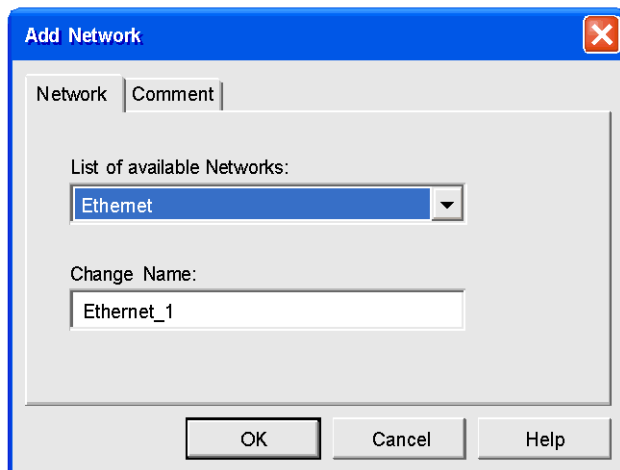 Add Network
Network Comment
List of available Networks:
Ethernet
Change Name:
Ethernet_1
OK Cancel Help